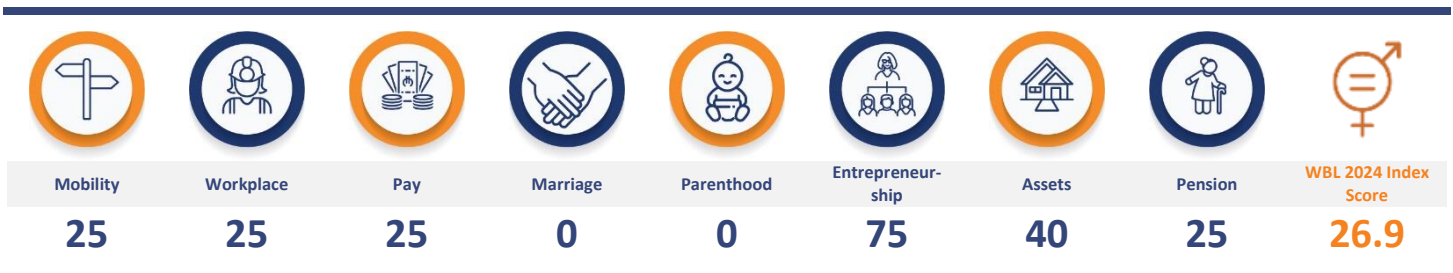 Mobility
Workplace
Pay
Marriage
Parenthood
Entrepreneur-
ship
Assets
Pension
WBL 2024 Index
Score
25
25
25
0
0
75
40
25
26.9